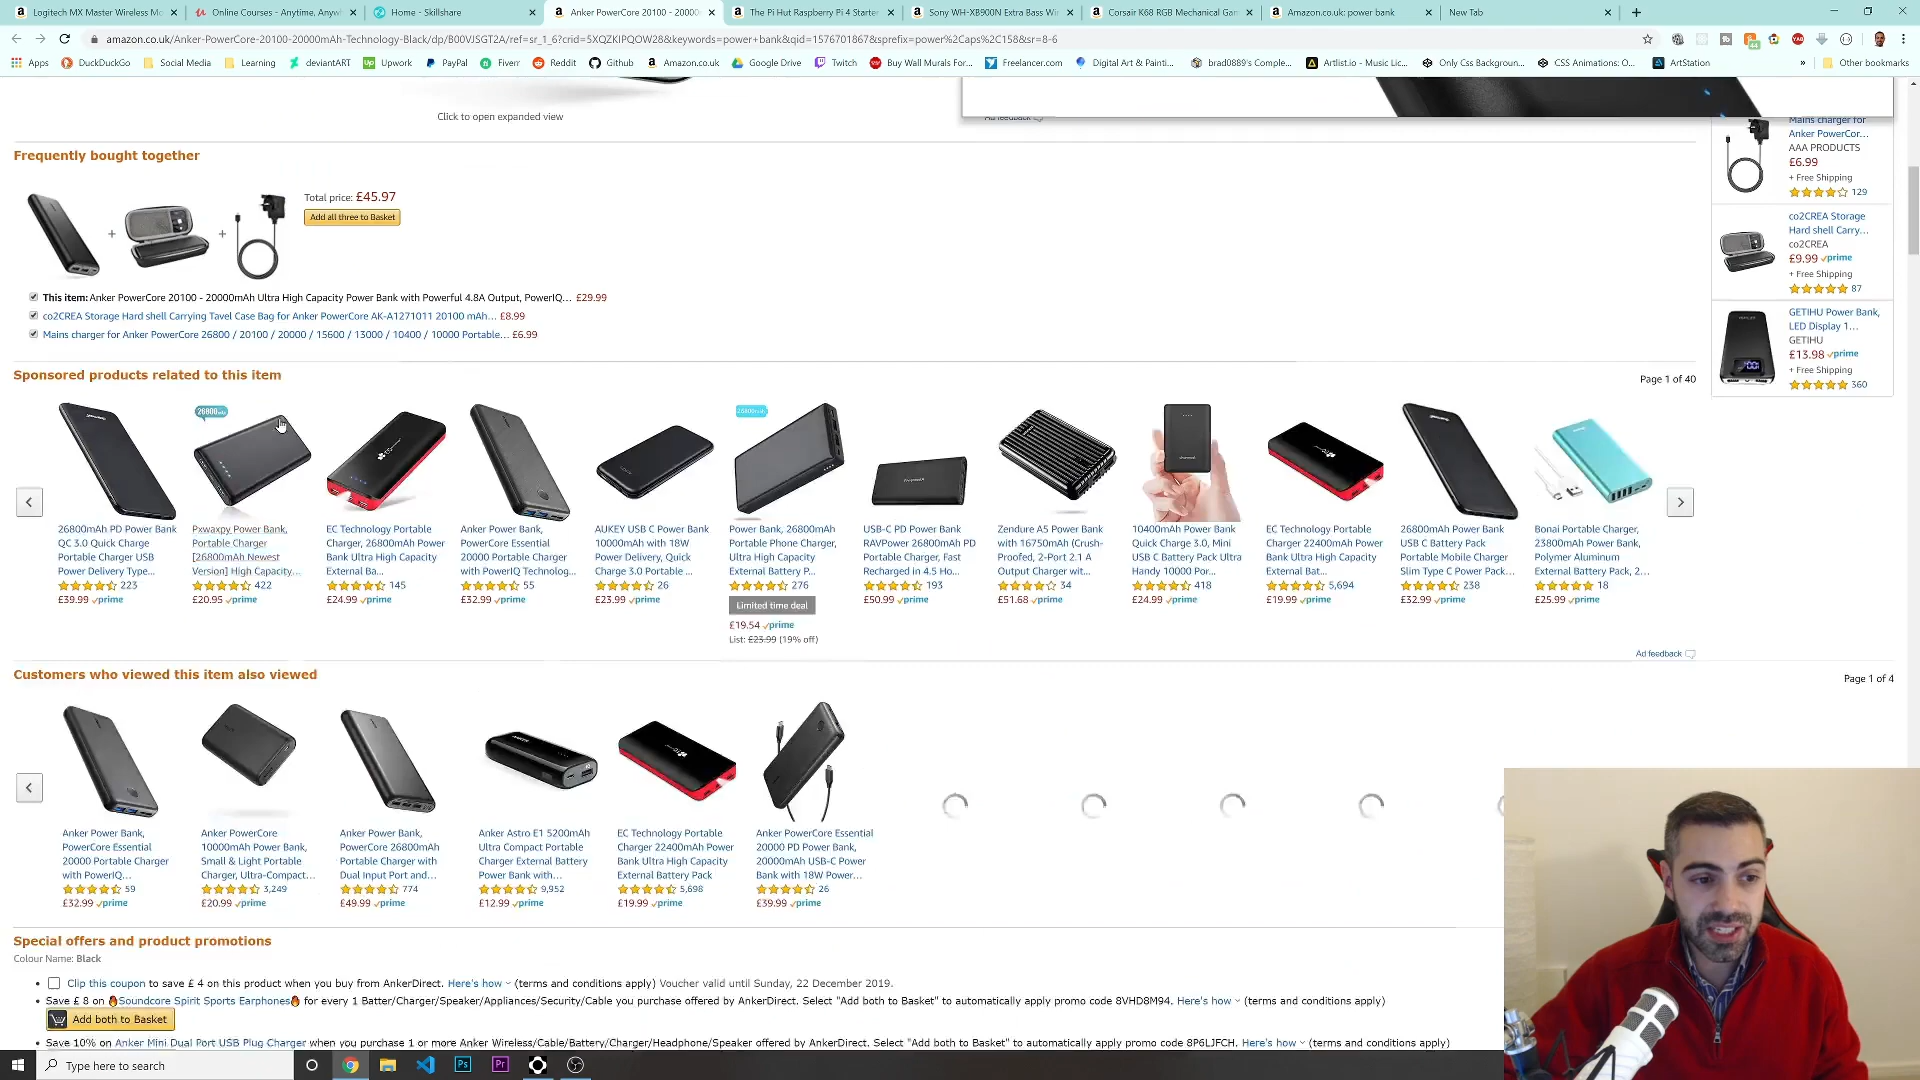 Logitech MX Master Wireless Mo
Online Courses - Anytime, Anyw
Home - Skillshare
Anker PowerCore 20100 - 20000
The Pi Hut Raspberry Pi 4 Starter
Sony WH-XB900N Extra Bass Wir
Corsair K68 RGB Mechanical Gam
Amazon.co.uk: power bank
New Tab
amazon.co.uk/Anker-PowerCore-20100-20000mAh-Technology-Black/dp/B00VJSGT2A/ref=sr_1_6?crid=5XQZKIPQOW28&keywords=power+bank&qid=1576701867&sprefix=power%2Caps%2C158&sr=8-6
Apps DuckDuckGo Social Media Learning deviantART Upwork PayPal Fiverr Reddit Github Amazon.co.uk Google Drive Twitch Buy Wall Murals For... Freelancer.com Digital Art & Painti... brad0889's Comple... Artlist.io - Music Lic... Only Css Backgroun... CSS Animations: O... ArtStation » Other bookmarks
Click to open expanded view
Ad feedback
Mains charger for
Anker PowerCor...
AAA PRODUCTS
£6.99
+ Free Shipping
129
co2CREA Storage
Hard shell Carry...
co2CREA
£9.99 prime
+ Free Shipping
87
GETIHU Power Bank,
LED Display 1...
GETIHU
£13.98 prime
+ Free Shipping
360
Frequently bought together
Total price: £45.97
Add all three to Basket
+ +
This item: Anker PowerCore 20100 - 20000mAh Ultra High Capacity Power Bank with Powerful 4.8A Output, PowerIQ… £29.99
co2CREA Storage Hard shell Carrying Tavel Case Bag for Anker PowerCore AK-A1271011 20100 mAh… £8.99
Mains charger for Anker PowerCore 26800 / 20100 / 20000 / 15600 / 13000 / 10400 / 10000 Portable… £6.99
Sponsored products related to this item
Page 1 of 40
26800mAh PD Power Bank
QC 3.0 Quick Charge
Portable Charger USB
Power Delivery Type...
223
£39.99 prime
26800mAh
Pxwaxpy Power Bank,
Portable Charger
[26800mAh Newest
Version] High Capacity...
422
£20.95 prime
EC Technology Portable
Charger, 26800mAh Power
Bank Ultra High Capacity
External Ba...
145
£24.99 prime
Anker Power Bank,
PowerCore Essential
20000 Portable Charger
with PowerIQ Technolog...
55
£32.99 prime
AUKEY USB C Power Bank
10000mAh with 18W
Power Delivery, Quick
Charge 3.0 Portable ...
26
£23.99 prime
26800mah
Power Bank, 26800mAh
Portable Phone Charger,
Ultra High Capacity
External Battery P...
276
Limited time deal
£19.54 prime
List: £23.99 (19% off)
USB-C PD Power Bank
RAVPower 26800mAh PD
Portable Charger, Fast
Recharged in 4.5 Ho...
193
£50.99 prime
Zendure A5 Power Bank
with 16750mAh (Crush-
Proofed, 2-Port 2.1 A
Output Charger wit...
34
£51.68 prime
10400mAh Power Bank
Quick Charge 3.0, Mini
USB C Battery Pack Ultra
Handy 10000 Por...
418
£24.99 prime
EC Technology Portable
Charger 22400mAh Power
Bank Ultra High Capacity
External Bat...
5,694
£19.99 prime
26800mAh Power Bank
USB C Battery Pack
Portable Mobile Charger
Slim Type C Power Pack...
238
£32.99 prime
Bonai Portable Charger,
23800mAh Power Bank,
Polymer Aluminum
External Battery Pack, 2...
18
£25.99 prime
Ad feedback
Customers who viewed this item also viewed
Page 1 of 4
Anker Power Bank,
PowerCore Essential
20000 Portable Charger
with PowerIQ…
59
£32.99 prime
Anker PowerCore
10000mAh Power Bank,
Small & Light Portable
Charger, Ultra-Compact…
3,249
£20.99 prime
Anker Power Bank,
PowerCore 26800mAh
Portable Charger with
Dual Input Port and…
774
£49.99 prime
Anker Astro E1 5200mAh
Ultra Compact Portable
Charger External Battery
Power Bank with…
9,952
£12.99 prime
EC Technology Portable
Charger 22400mAh Power
Bank Ultra High Capacity
External Battery Pack
5,698
£19.99 prime
Anker PowerCore Essential
20000 PD Power Bank,
20000mAh USB-C Power
Bank with 18W Power…
26
£39.99 prime
Special offers and product promotions
Colour Name: Black
Clip this coupon to save £ 4 on this product when you buy from AnkerDirect. Here's how (terms and conditions apply) Voucher valid until Sunday, 22 December 2019.
Save £ 8 on 🔥Soundcore Spirit Sports Earphones🔥 for every 1 Batter/Charger/Speaker/Appliances/Security/Cable you purchase offered by AnkerDirect. Select "Add both to Basket" to automatically apply promo code 8VHD8M94. Here's how (terms and conditions apply)
Add both to Basket
Save 10% on Anker Mini Dual Port USB Plug Charger when you purchase 1 or more Anker Wireless/Cable/Battery/Charger/Headphone/Speaker offered by AnkerDirect. Select "Add both to Basket" to automatically apply promo code 8P6LJFCH. Here's how (terms and conditions apply)
Type here to search
Ps
Pr